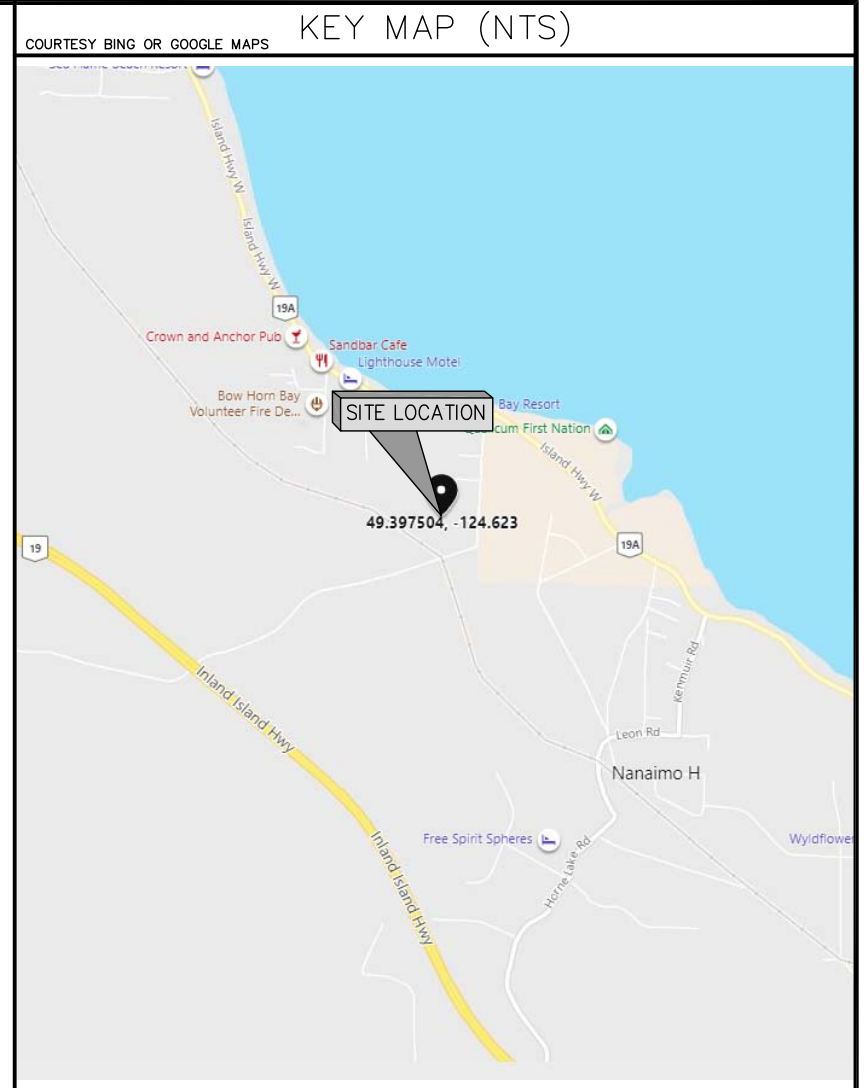 COURTESY BING OR GOOGLE MAPS
KEY MAP (NTS)
Island Hwy W
Island Hwy W
19A
Crown and Anchor Pub
Sandbar Cafe
Lighthouse Motel
Bow Horn Bay
Volunteer Fire De...
SITE LOCATION
Bay Resort
cum First Nation
Island Hwy W
49.397504, -124.623
19
19A
Inland Island Hwy
Kenmuir Rd
Leon Rd
Nanaimo H
Free Spirit Spheres
Wyldflower
Horne Lake Rd
Inland Island Hwy